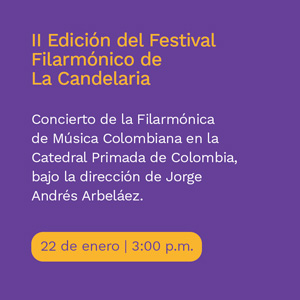 II Edición del Festival
Filarmónico de
La Candelaria
Concierto de la Filarmónica
de Música Colombiana en la
Catedral Primada de Colombia,
bajo la dirección de Jorge
Andrés Arbeláez.
22 de enero | 3:00 p.m.